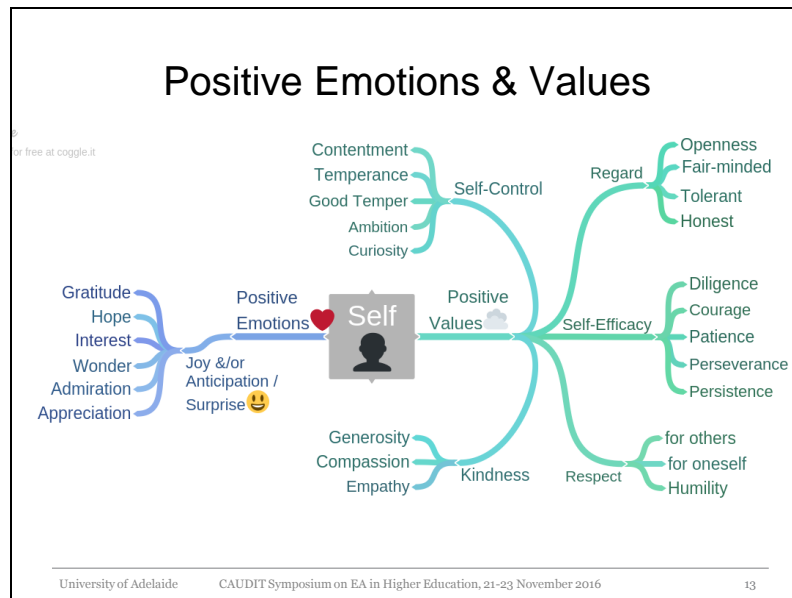 Positive Emotions & Values
or free at coggle.it
Contentment
Temperance
Good Temper
Ambition
Curiosity
Self-Control
Regard
Openness
Fair-minded
Tolerant
Honest
Gratitude
Hope
Interest
Wonder
Admiration
Appreciation
Positive
Emotions
Joy &/or
Anticipation /
Surprise
Self
Positive
Values
Self-Efficacy
Diligence
Courage
Patience
Perseverance
Persistence
Generosity
Compassion
Empathy
Kindness
Respect
for others
for oneself
Humility
University of Adelaide
CAUDIT Symposium on EA in Higher Education, 21-23 November 2016
13